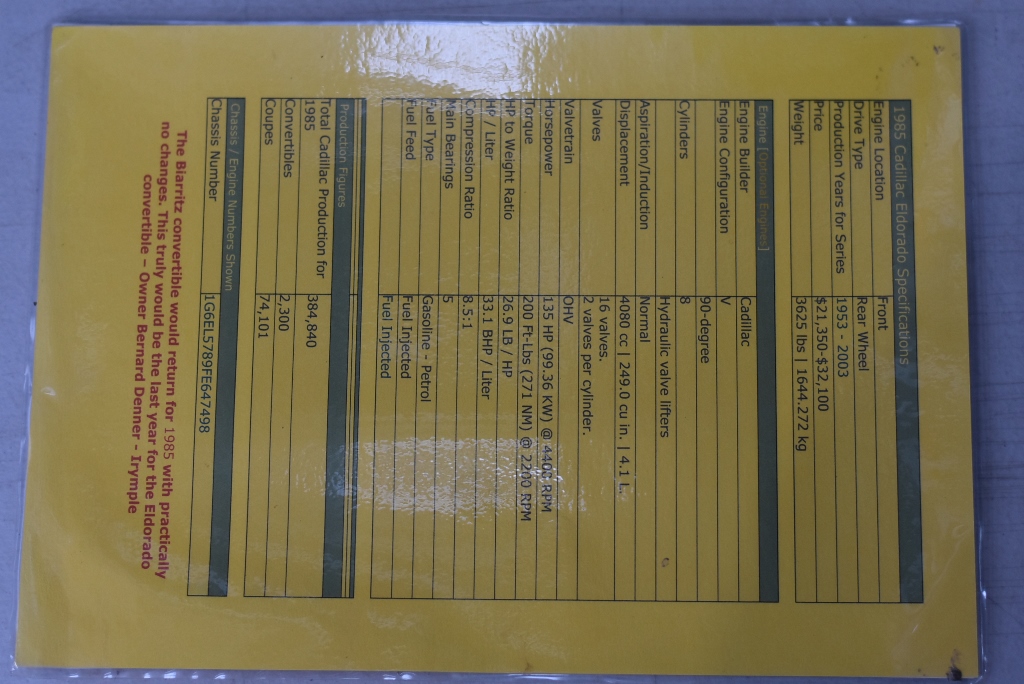 1985 Cadillac Eldorado Specifications
Engine Location Front
Drive Type Rear Wheel
Production Years for Series 1953 - 2003
Price $21,350-$32,100
Weight 3625 lbs | 1644.272 kg
Engine [Optional Engines]
Engine Builder Cadillac
Engine Configuration V
90-degree
Cylinders 8
Hydraulic valve lifters
Aspiration/Induction Normal
Displacement 4080 cc | 249.0 cu in. | 4.1 L.
Valves 16 valves.
2 valves per cylinder.
Valvetrain OHV
Horsepower 135 HP (99.36 KW) @ 4400 RPM
Torque 200 Ft-Lbs (271 NM) @ 2200 RPM
HP to Weight Ratio 26.9 LB / HP
HP / Liter 33.1 BHP / Liter
Compression Ratio 8.5:1
Main Bearings 5
Fuel Type Gasoline - Petrol
Fuel Feed Fuel Injected
Fuel Injected
Production Figures
Total Cadillac Production for 384,840
1985
Convertibles 2,300
Coupes 74,101
Chassis / Engine Numbers Shown
Chassis Number 1G6EL5789FE647498
The Biarritz convertible would return for 1985 with practically
no changes. This truly would be the last year for the Eldorado
convertible – Owner Bernard Denner - Irymple